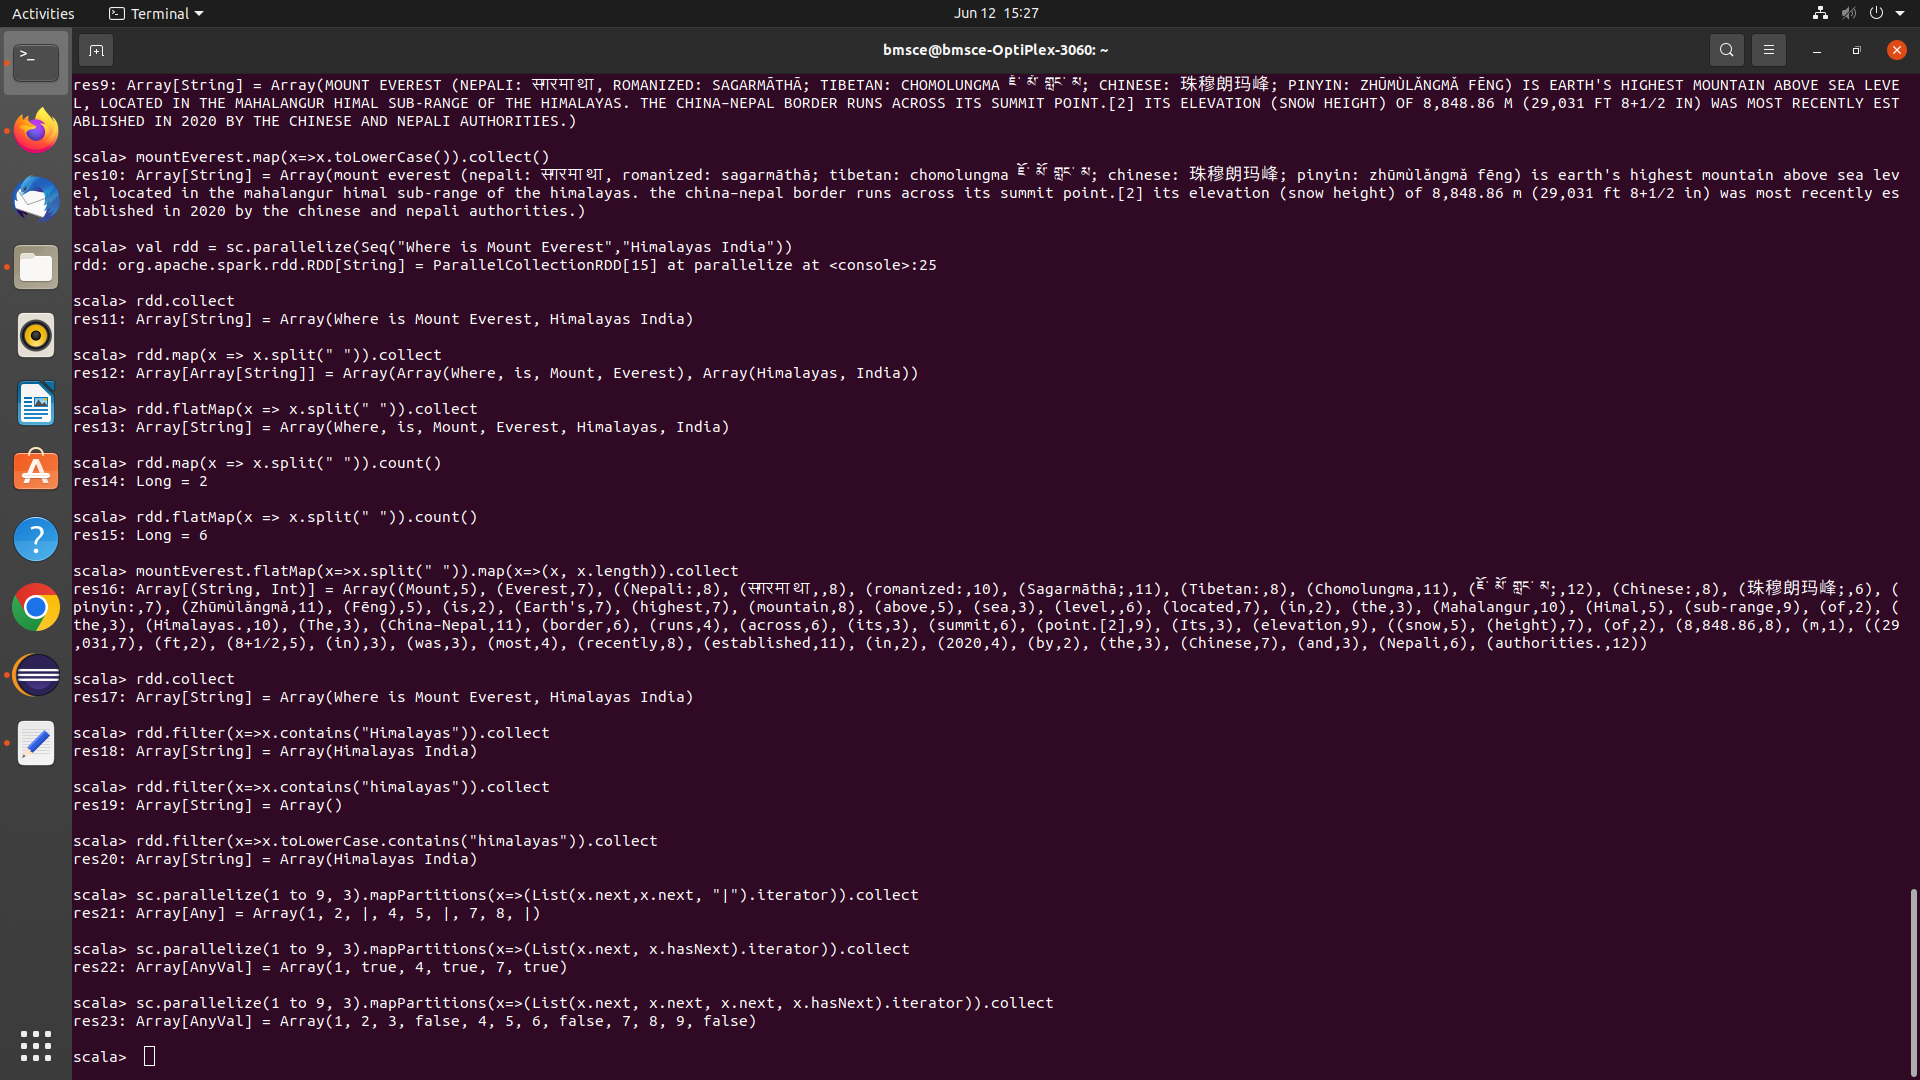 Activities
Terminal
Jun 12 15:27
bmsce@bmsce-OptiPlex-3060: ~
res9: Array[String] = Array(MOUNT EVEREST (NEPALI: सगरमाथा, ROMANIZED: SAGARMĀTHĀ; TIBETAN: CHOMOLUNGMA ཇོ་མོ་གླང་མ; CHINESE: 珠穆朗玛峰; PINYIN: ZHŪMÙLǍNGMǍ FĒNG) IS EARTH'S HIGHEST MOUNTAIN ABOVE SEA LEVE
L, LOCATED IN THE MAHALANGUR HIMAL SUB-RANGE OF THE HIMALAYAS. THE CHINA–NEPAL BORDER RUNS ACROSS ITS SUMMIT POINT.[2] ITS ELEVATION (SNOW HEIGHT) OF 8,848.86 M (29,031 FT 8+1⁄2 IN) WAS MOST RECENTLY EST
ABLISHED IN 2020 BY THE CHINESE AND NEPALI AUTHORITIES.)
scala> mountEverest.map(x=>x.toLowerCase()).collect()
res10: Array[String] = Array(mount everest (nepali: सगरमाथा, romanized: sagarmāthā; tibetan: chomolungma ཇོ་མོ་གླང་མ; chinese: 珠穆朗玛峰; pinyin: zhūmùlǎngmǎ fēng) is earth's highest mountain above sea lev
el, located in the mahalangur himal sub-range of the himalayas. the china–nepal border runs across its summit point.[2] its elevation (snow height) of 8,848.86 m (29,031 ft 8+1⁄2 in) was most recently es
tablished in 2020 by the chinese and nepali authorities.)
scala> val rdd = sc.parallelize(Seq("Where is Mount Everest","Himalayas India"))
rdd: org.apache.spark.rdd.RDD[String] = ParallelCollectionRDD[15] at parallelize at <console>:25
scala> rdd.collect
res11: Array[String] = Array(Where is Mount Everest, Himalayas India)
scala> rdd.map(x => x.split(" ")).collect
res12: Array[Array[String]] = Array(Array(Where, is, Mount, Everest), Array(Himalayas, India))
scala> rdd.flatMap(x => x.split(" ")).collect
res13: Array[String] = Array(Where, is, Mount, Everest, Himalayas, India)
scala> rdd.map(x => x.split(" ")).count()
res14: Long = 2
scala> rdd.flatMap(x => x.split(" ")).count()
res15: Long = 6
scala> mountEverest.flatMap(x=>x.split(" ")).map(x=>(x, x.length)).collect
res16: Array[(String, Int)] = Array((Mount,5), (Everest,7), ((Nepali:,8), (सगरमाथा,,8), (romanized:,10), (Sagarmāthā;,11), (Tibetan:,8), (Chomolungma,11), (ཇོ་མོ་གླང་མ;,12), (Chinese:,8), (珠穆朗玛峰;,6), (
pinyin:,7), (Zhūmùlǎngmǎ,11), (Fēng),5), (is,2), (Earth's,7), (highest,7), (mountain,8), (above,5), (sea,3), (level,,6), (located,7), (in,2), (the,3), (Mahalangur,10), (Himal,5), (sub-range,9), (of,2), (
the,3), (Himalayas.,10), (The,3), (China–Nepal,11), (border,6), (runs,4), (across,6), (its,3), (summit,6), (point.[2],9), (Its,3), (elevation,9), ((snow,5), (height),7), (of,2), (8,848.86,8), (m,1), ((29
,031,7), (ft,2), (8+1⁄2,5), (in),3), (was,3), (most,4), (recently,8), (established,11), (in,2), (2020,4), (by,2), (the,3), (Chinese,7), (and,3), (Nepali,6), (authorities.,12))
scala> rdd.collect
res17: Array[String] = Array(Where is Mount Everest, Himalayas India)
scala> rdd.filter(x=>x.contains("Himalayas")).collect
res18: Array[String] = Array(Himalayas India)
scala> rdd.filter(x=>x.contains("himalayas")).collect
res19: Array[String] = Array()
scala> rdd.filter(x=>x.toLowerCase.contains("himalayas")).collect
res20: Array[String] = Array(Himalayas India)
scala> sc.parallelize(1 to 9, 3).mapPartitions(x=>(List(x.next,x.next, "|").iterator)).collect
res21: Array[Any] = Array(1, 2, |, 4, 5, |, 7, 8, |)
scala> sc.parallelize(1 to 9, 3).mapPartitions(x=>(List(x.next, x.hasNext).iterator)).collect
res22: Array[AnyVal] = Array(1, true, 4, true, 7, true)
scala> sc.parallelize(1 to 9, 3).mapPartitions(x=>(List(x.next, x.next, x.next, x.hasNext).iterator)).collect
res23: Array[AnyVal] = Array(1, 2, 3, false, 4, 5, 6, false, 7, 8, 9, false)
scala>